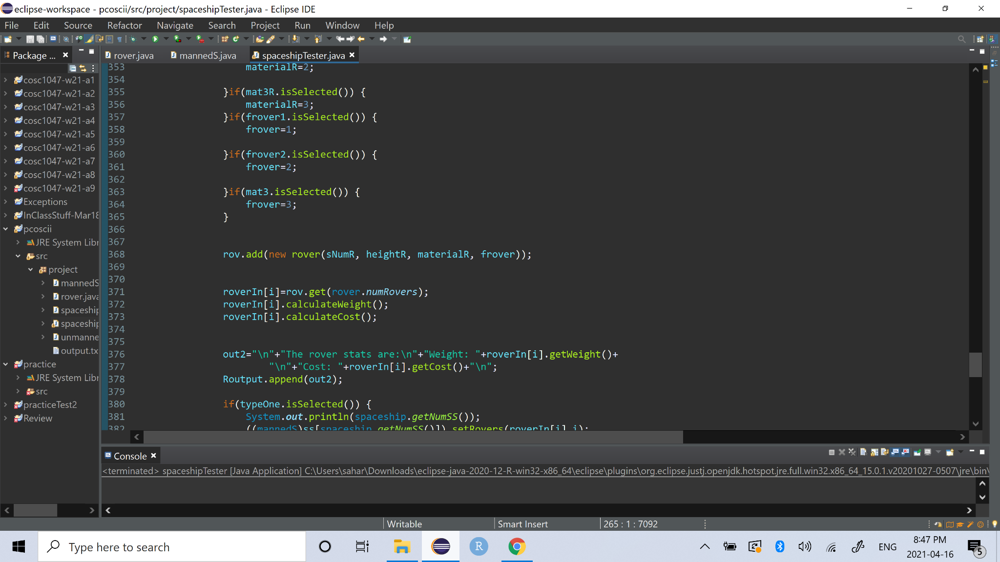 eclipse-workspace - pcoscii/src/project/spaceshipTester.java - Eclipse IDE
File Edit Source Refactor Navigate Search Project Run Window Help
Package ...
rover.java mannedS.java spaceshipTester.java
cosc1047-w21-a1
cosc1047-w21-a2
cosc1047-w21-a3
cosc1047-w21-a4
cosc1047-w21-a5
cosc1047-w21-a6
cosc1047-w21-a7
cosc1047-w21-a8
cosc1047-w21-a9
Exceptions
InClassStuff-Mar18
pcoscii
JRE System Libr
src
project
mannedS
rover.java
spaceship
spaceship
unmanne
output.tx
practice
JRE System Libr
src
practiceTest2
Review
353 materialR=2;
354
355 }if(mat3R.isSelected()) {
356 materialR=3;
357 }if(frover1.isSelected()) {
358 frover=1;
359
360 }if(frover2.isSelected()) {
361 frover=2;
362
363 }if(mat3.isSelected()) {
364 frover=3;
365 }
366
367
368 rov.add(new rover(sNumR, heightR, materialR, frover));
369
370
371 roverIn[i]=rov.get(rover.numRovers);
372 roverIn[i].calculateWeight();
373 roverIn[i].calculateCost();
374
375
376 out2="\n"+"The rover stats are:\n"+"Weight: "+roverIn[i].getWeight()+
377 "\n"+"Cost: "+roverIn[i].getCost()+"\n";
378 Routput.append(out2);
379
380 if(typeOne.isSelected()) {
381 System.out.println(spaceship.getNumSS());
382 ((mannedS)ss[spaceship.getNumSS()]).setRovers(roverIn[i],i);
Console
<terminated> spaceshipTester [Java Application] C:\Users\sahar\Downloads\eclipse-java-2020-12-R-win32-x86_64\eclipse\plugins\org.eclipse.justj.openjdk.hotspot.jre.full.win32.x86_64_15.0.1.v20201027-0507\jre\bin\
Writable Smart Insert 265 : 1 : 7092
Type here to search
R
ENG
8:47 PM
2021-04-16
5